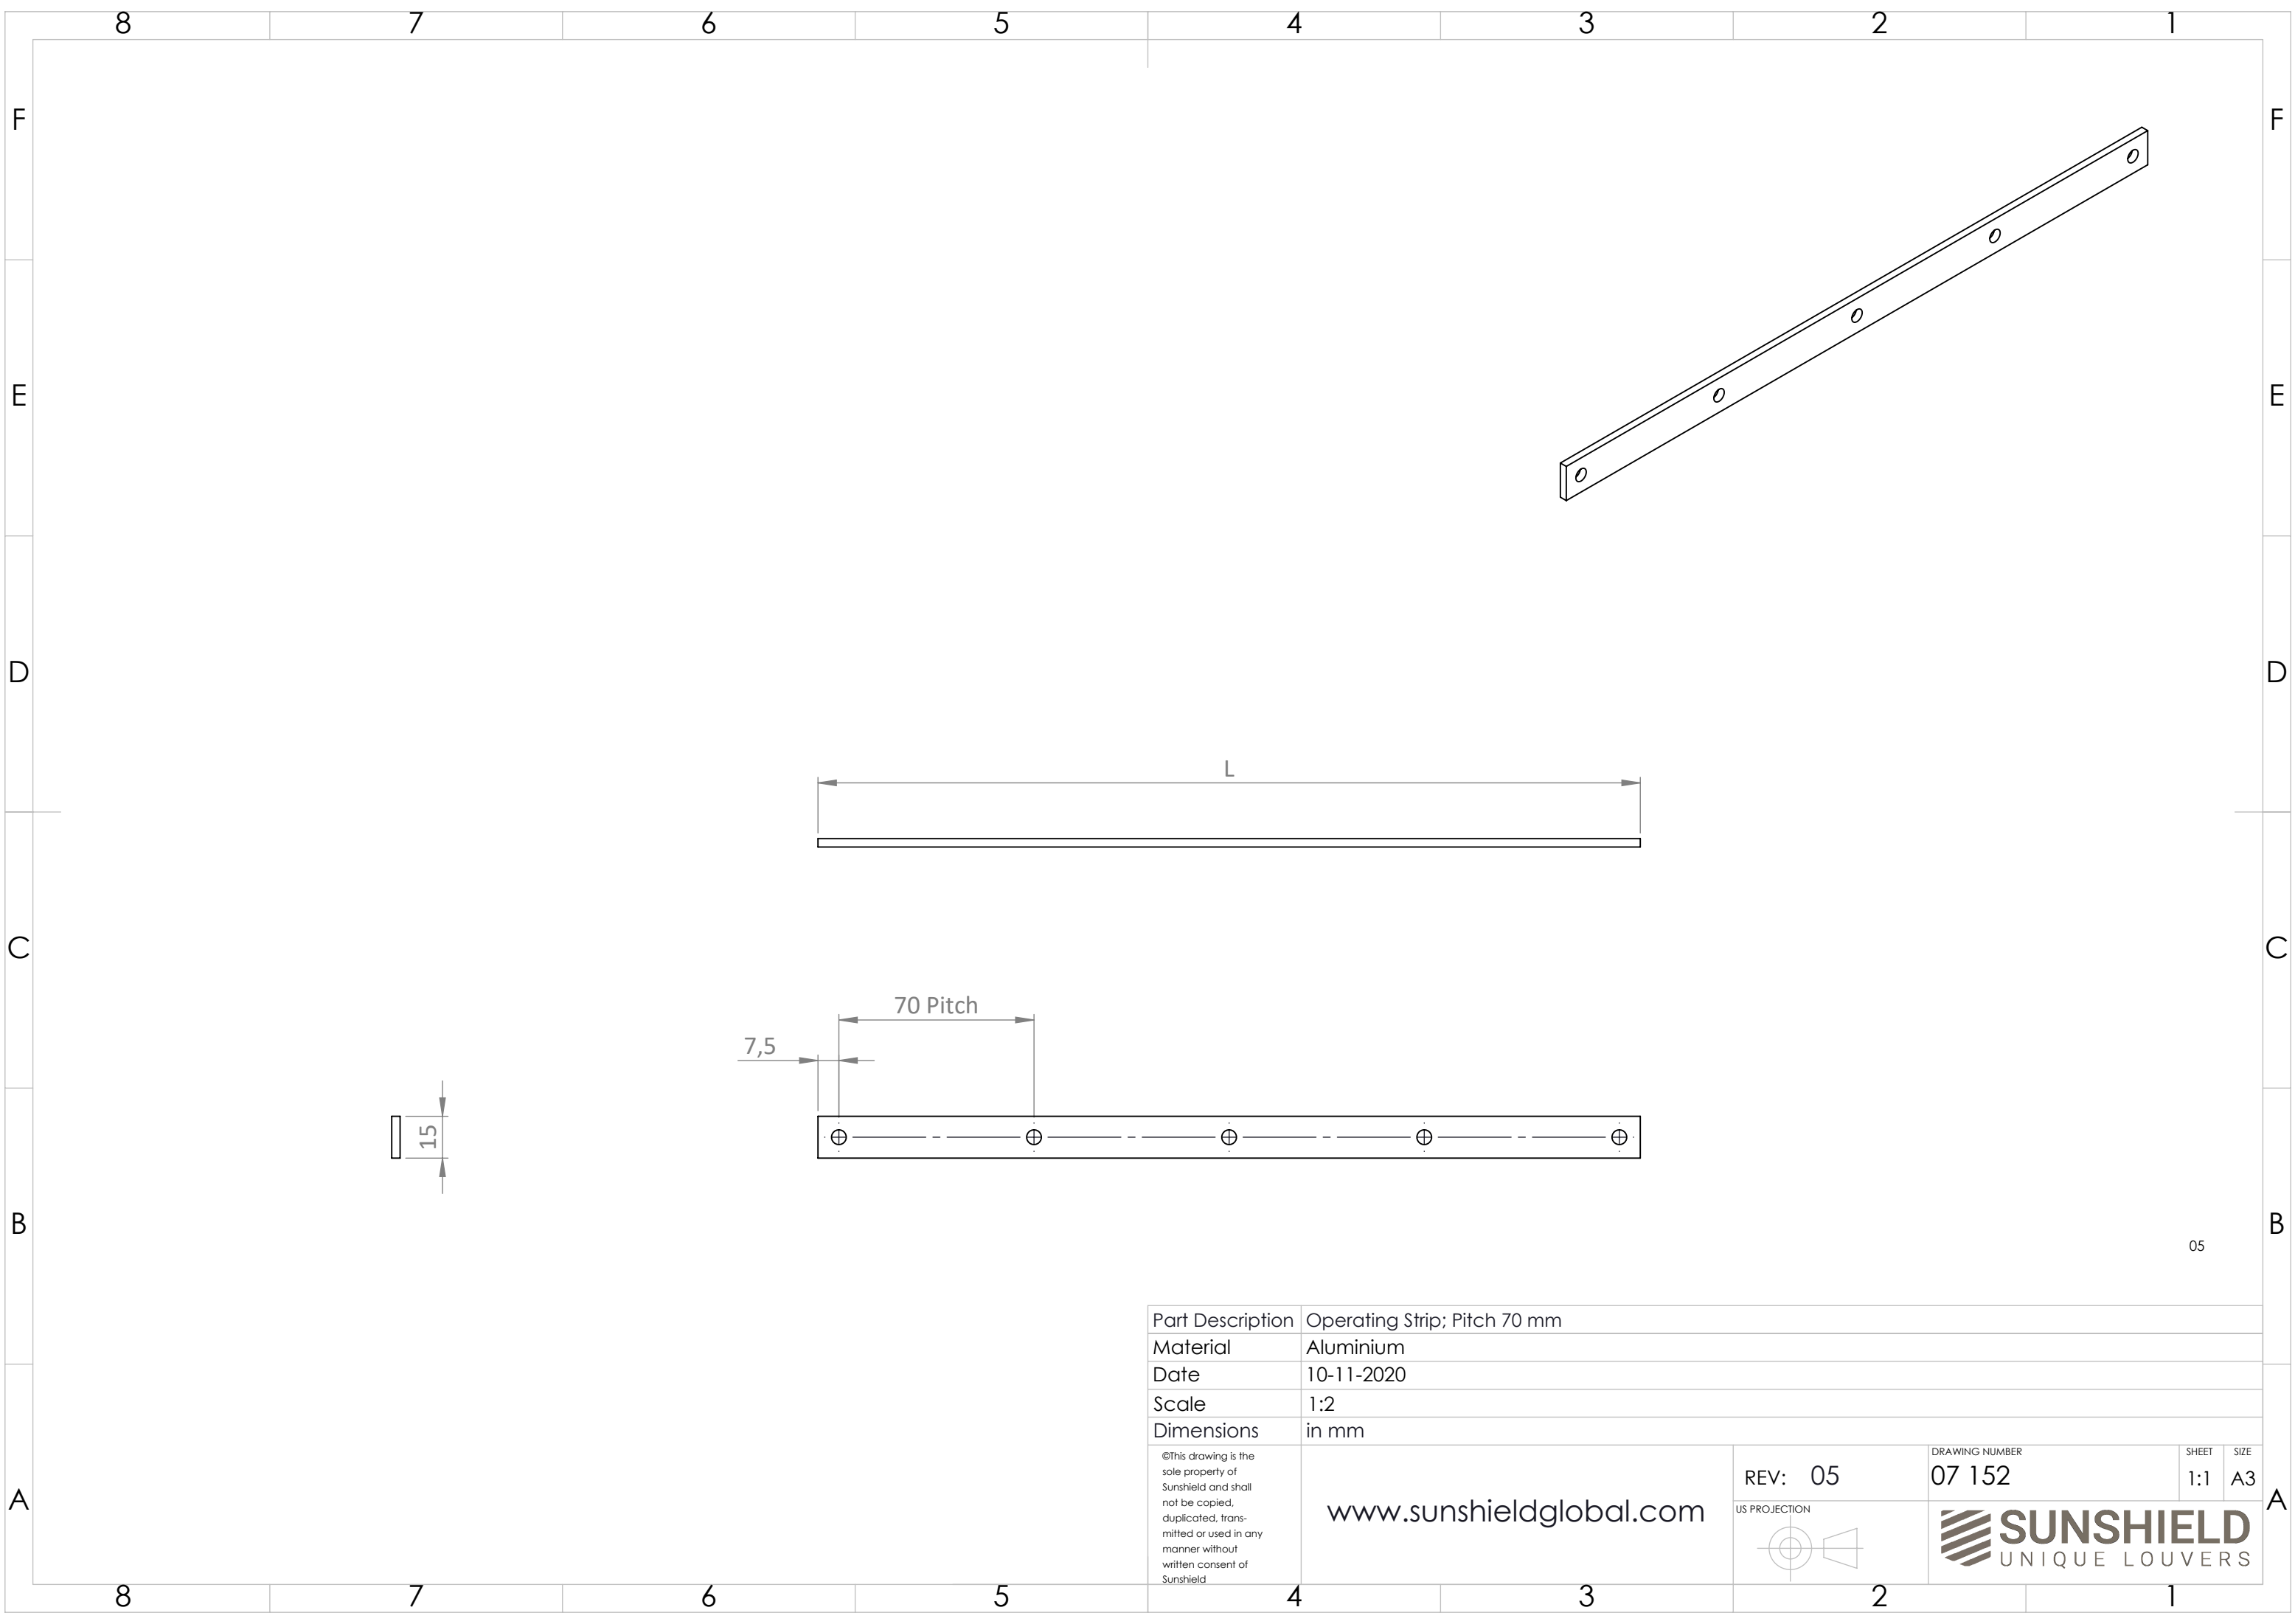 8 7 6 5 4 3 2 1
F F
E E
D D
L
C C
70 Pitch
7,5
15
B B
05
Part Description Operating Strip; Pitch 70 mm
Material Aluminium
Date 10-11-2020
Scale 1:2
Dimensions in mm
©This drawing is the
sole property of
Sunshield and shall
not be copied,
duplicated, trans-
mitted or used in any
manner without
written consent of
Sunshield
www.sunshieldglobal.com
REV: 05
DRAWING NUMBER
07 152
SHEET
1:1
SIZE
A3
US PROJECTION
SUNSHIELD
UNIQUE LOUVERS
A A
8 7 6 5 4 3 2 1